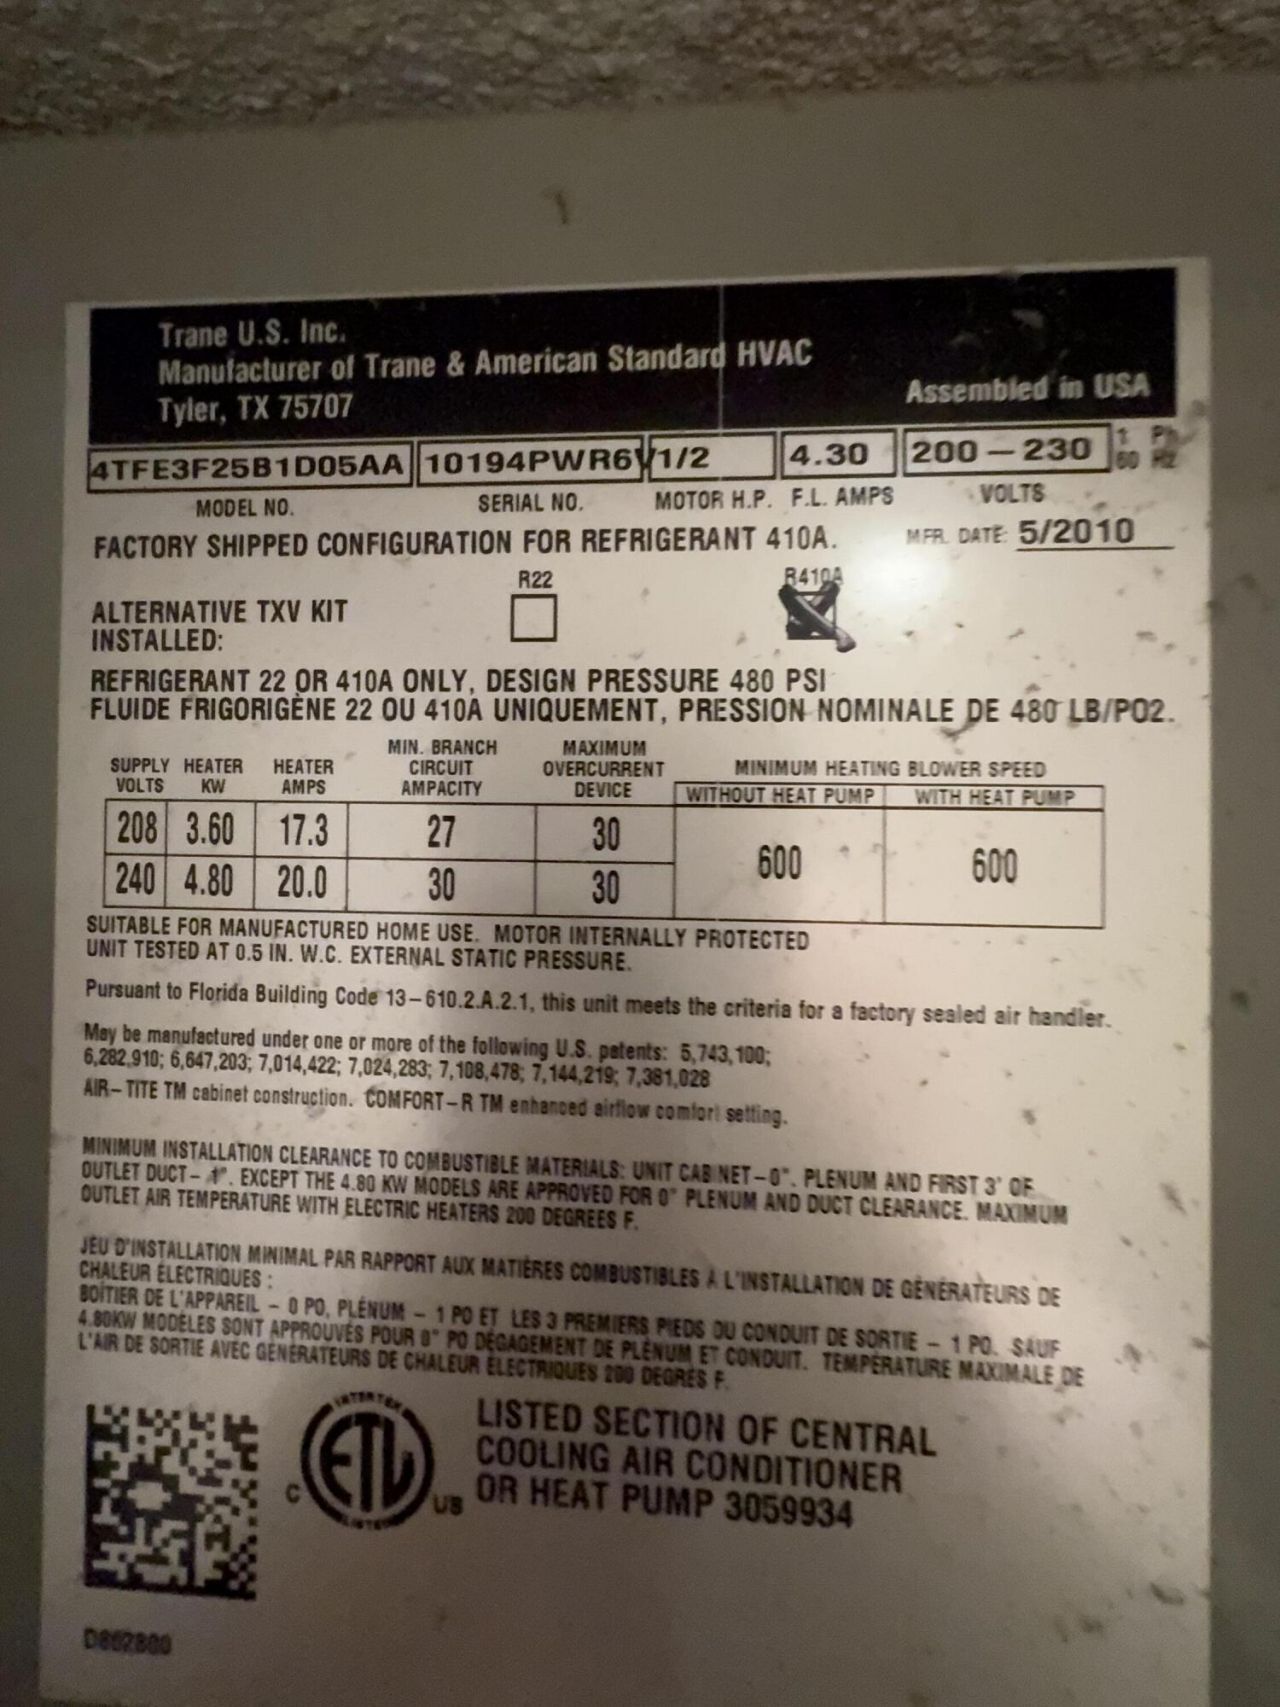 Trane U.S. Inc.
Manufacturer of Trane & American Standard HVAC
Tyler, TX 75707
Assembled in USA
4TFE3F25B1D05AA 10194PWR6V 1/2 4.30 200-230 1 Ph
60 Hz
MODEL NO. SERIAL NO. MOTOR H.P. F.L. AMPS VOLTS
FACTORY SHIPPED CONFIGURATION FOR REFRIGERANT 410A. MFR. DATE: 5/2010
R22 R410A
ALTERNATIVE TXV KIT
INSTALLED:
REFRIGERANT 22 OR 410A ONLY, DESIGN PRESSURE 480 PSI
FLUIDE FRIGORIGÈNE 22 OU 410A UNIQUEMENT, PRESSION NOMINALE DE 480 LB/PO2.
SUPPLY VOLTS HEATER KW HEATER AMPS MIN. BRANCH CIRCUIT AMPACITY MAXIMUM OVERCURRENT DEVICE MINIMUM HEATING BLOWER SPEED
WITHOUT HEAT PUMP WITH HEAT PUMP
208 3.60 17.3 27 30
600 600
240 4.80 20.0 30 30
SUITABLE FOR MANUFACTURED HOME USE. MOTOR INTERNALLY PROTECTED
UNIT TESTED AT 0.5 IN. W.C. EXTERNAL STATIC PRESSURE.
Pursuant to Florida Building Code 13-610.2.A.2.1, this unit meets the criteria for a factory sealed air handler.
May be manufactured under one or more of the following U.S. patents: 5,743,100;
6,282,910; 6,647,203; 7,014,422; 7,024,283; 7,108,478; 7,144,219; 7,381,028
AIR-TITE TM cabinet construction. COMFORT-R TM enhanced airflow comfort setting.
MINIMUM INSTALLATION CLEARANCE TO COMBUSTIBLE MATERIALS: UNIT CABINET-0". PLENUM AND FIRST 3' OF
OUTLET DUCT- 1". EXCEPT THE 4.80 KW MODELS ARE APPROVED FOR 0" PLENUM AND DUCT CLEARANCE. MAXIMUM
OUTLET AIR TEMPERATURE WITH ELECTRIC HEATERS 200 DEGREES F.
JEU D'INSTALLATION MINIMAL PAR RAPPORT AUX MATIÈRES COMBUSTIBLES À L'INSTALLATION DE GÉNÉRATEURS DE
CHALEUR ÉLECTRIQUES :
BOÎTIER DE L'APPAREIL - 0 PO, PLÉNUM - 1 PO ET LES 3 PREMIERS PIEDS DU CONDUIT DE SORTIE - 1 PO. SAUF
4.80KW MODÈLES SONT APPROUVÉS POUR 0" PO DÉGAGEMENT DE PLÉNUM ET CONDUIT. TEMPÉRATURE MAXIMALE DE
L'AIR DE SORTIE AVEC GÉNÉRATEURS DE CHALEUR ÉLECTRIQUES 200 DEGRÉS F.
INTERTEK
ETL
C US
LISTED
LISTED SECTION OF CENTRAL
COOLING AIR CONDITIONER
OR HEAT PUMP 3059934